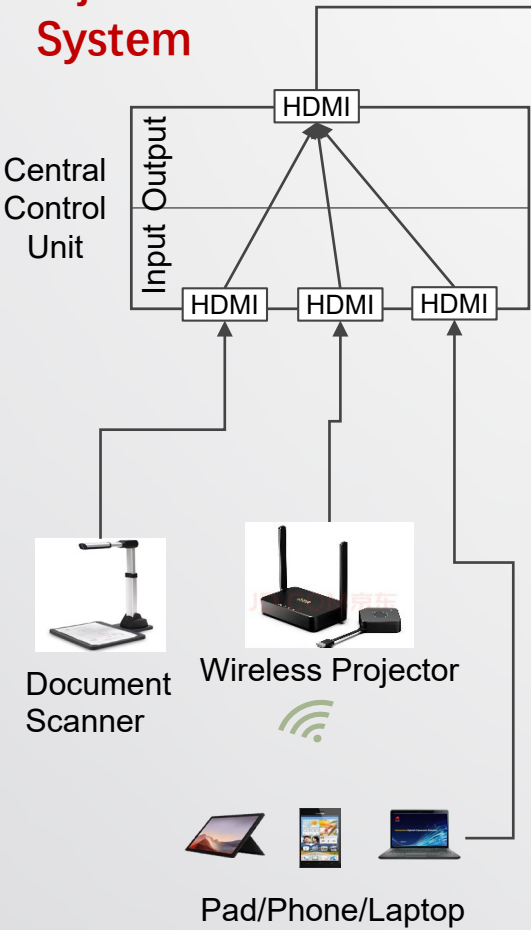 System
HDMI
Output
Central
Control
Unit
Input
HDMI
HDMI
HDMI
Document
Scanner
Wireless Projector
Pad/Phone/Laptop